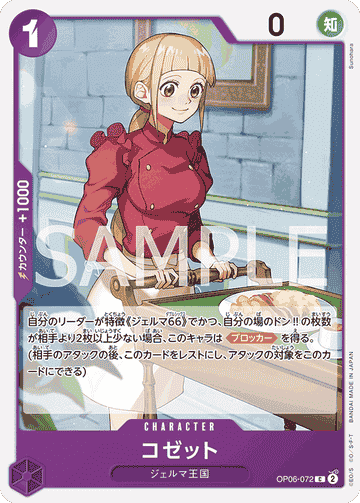 1
0
知
Sunohara
カウンター +1000
SAMPLE
自分のリーダーが特徴《ジェルマ66》でかつ、自分の場のドン!!の枚数
が相手より2枚以上少ない場合、このキャラは ブロッカー を得る。
(相手のアタックの後、このカードをレストにし、アタックの対象をこのカ
ードにできる)
CHARACTER
コゼット
ジェルマ王国
OP06-072 C 2
©E.O/S. ©O./S・F・T BANDAI MADE IN JAPAN